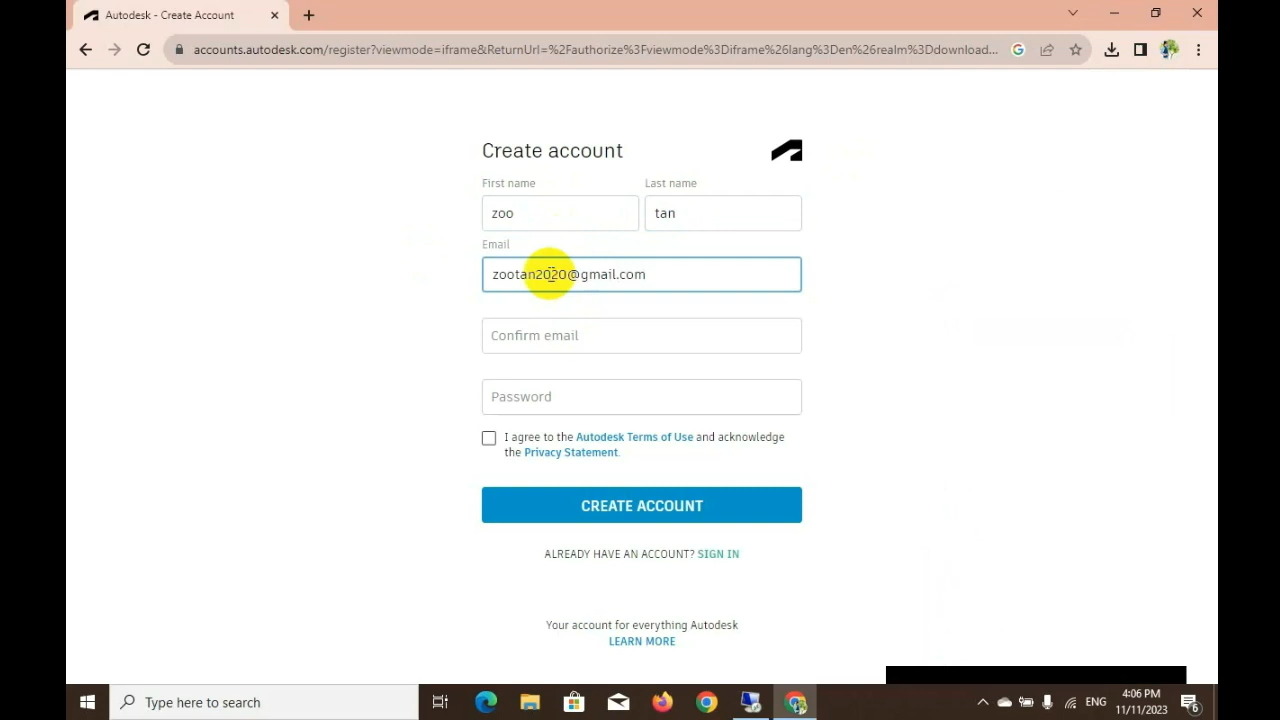 Autodesk - Create Account
accounts.autodesk.com/register?viewmode=iframe&ReturnUrl=%2Fauthorize%3Fviewmode%3Diframe%26lang%3Den%26realm%3Ddownload...
Create account
First name
Last name
zoo
tan
Email
zootan2020@gmail.com
Confirm email
Password
I agree to the Autodesk Terms of Use and acknowledge
the Privacy Statement.
CREATE ACCOUNT
ALREADY HAVE AN ACCOUNT? SIGN IN
Your account for everything Autodesk
LEARN MORE
Type here to search
ENG
4:06 PM
11/11/2023
6